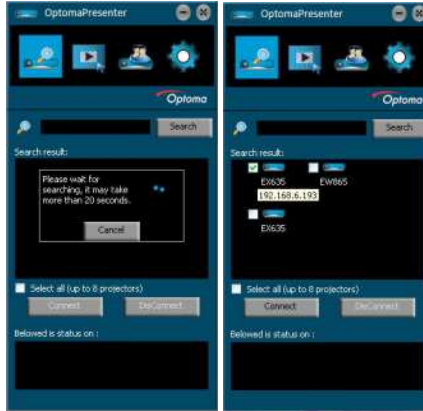 OptomaPresenter
Optoma
Search
Search result:
Please wait for
searching, it may take
more than 20 seconds.
Cancel
Select all (up to 8 projectors)
Connect
DisConnect
Belowed is status on :
OptomaPresenter
Optoma
Search
Search result:
EX635
EW865
192.168.6.193
EX635
Select all (up to 8 projectors)
Connect
DisConnect
Belowed is status on :